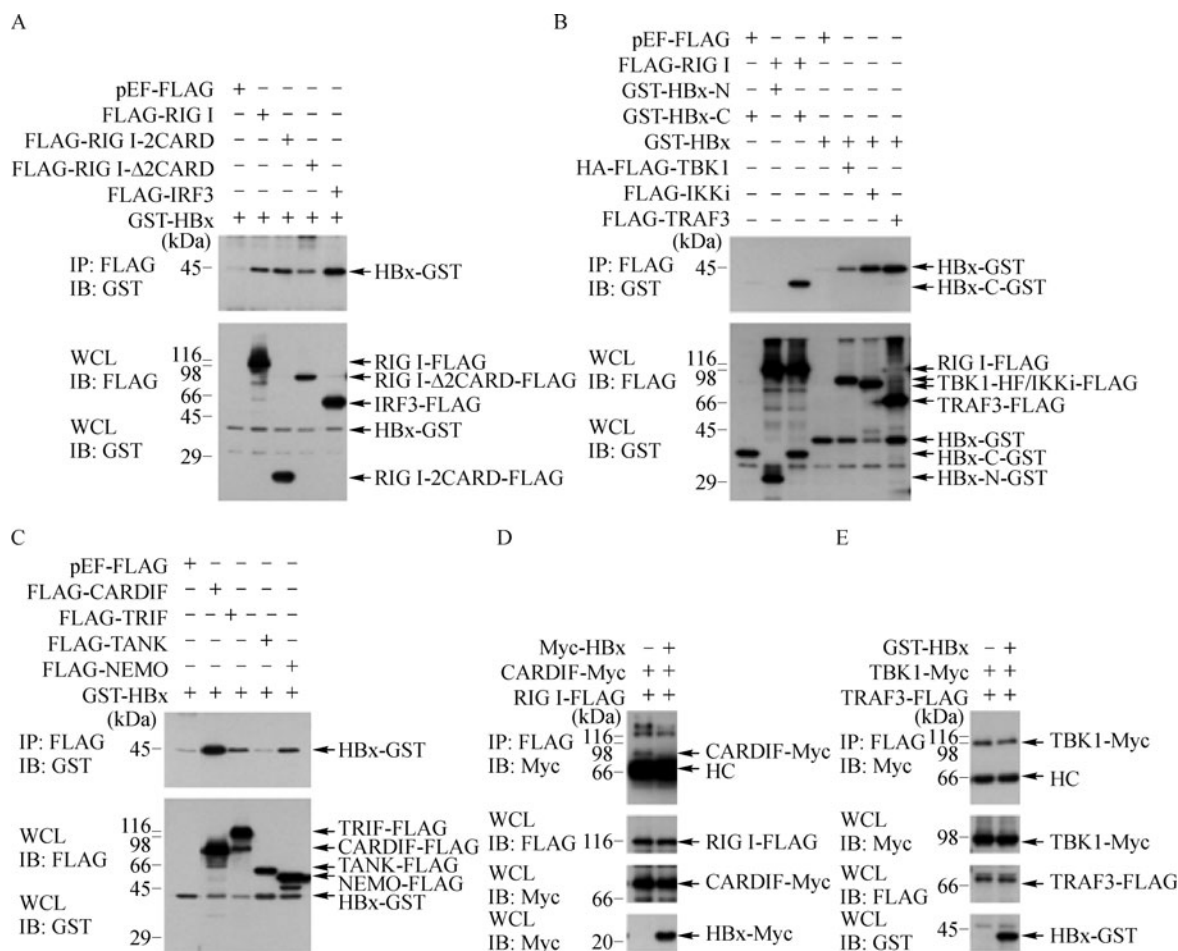 A
pEF-FLAG + − − − −
FLAG-RIG I − + − − −
FLAG-RIG I-2CARD − − + − −
FLAG-RIG I-Δ2CARD − − − + −
FLAG-IRF3 − − − − +
GST-HBx + + + + +
(kDa)
IP: FLAG
IB: GST
45
HBx-GST
WCL
IB: FLAG
WCL
IB: GST
116
98
66
45
29
RIG I-FLAG
RIG I-Δ2CARD-FLAG
IRF3-FLAG
HBx-GST
RIG I-2CARD-FLAG
B
pEF-FLAG + − − + − − −
FLAG-RIG I − + + − − − −
GST-HBx-N − + − − − − −
GST-HBx-C + − + − − − −
GST-HBx − − − + + + +
HA-FLAG-TBK1 − − − − + − −
FLAG-IKKi − − − − − + −
FLAG-TRAF3 − − − − − − +
(kDa)
IP: FLAG
IB: GST
45
HBx-GST
HBx-C-GST
WCL
IB: FLAG
WCL
IB: GST
116
98
66
45
29
RIG I-FLAG
TBK1-HF/IKKi-FLAG
TRAF3-FLAG
HBx-GST
HBx-C-GST
HBx-N-GST
C
pEF-FLAG + − − − −
FLAG-CARDIF − + − − −
FLAG-TRIF − − + − −
FLAG-TANK − − − + −
FLAG-NEMO − − − − +
GST-HBx + + + + +
(kDa)
IP: FLAG
IB: GST
45
HBx-GST
WCL
IB: FLAG
WCL
IB: GST
116
98
66
45
29
TRIF-FLAG
CARDIF-FLAG
TANK-FLAG
NEMO-FLAG
HBx-GST
D
Myc-HBx − +
CARDIF-Myc + +
RIG I-FLAG + +
(kDa)
IP: FLAG
IB: Myc
116
98
66
CARDIF-Myc
HC
WCL
IB: FLAG
116
RIG I-FLAG
WCL
IB: Myc
66
CARDIF-Myc
WCL
IB: Myc
20
HBx-Myc
E
GST-HBx − +
TBK1-Myc + +
TRAF3-FLAG + +
(kDa)
IP: FLAG
IB: Myc
116
98
66
TBK1-Myc
HC
WCL
IB: Myc
98
TBK1-Myc
WCL
IB: FLAG
66
TRAF3-FLAG
WCL
IB: GST
45
HBx-GST